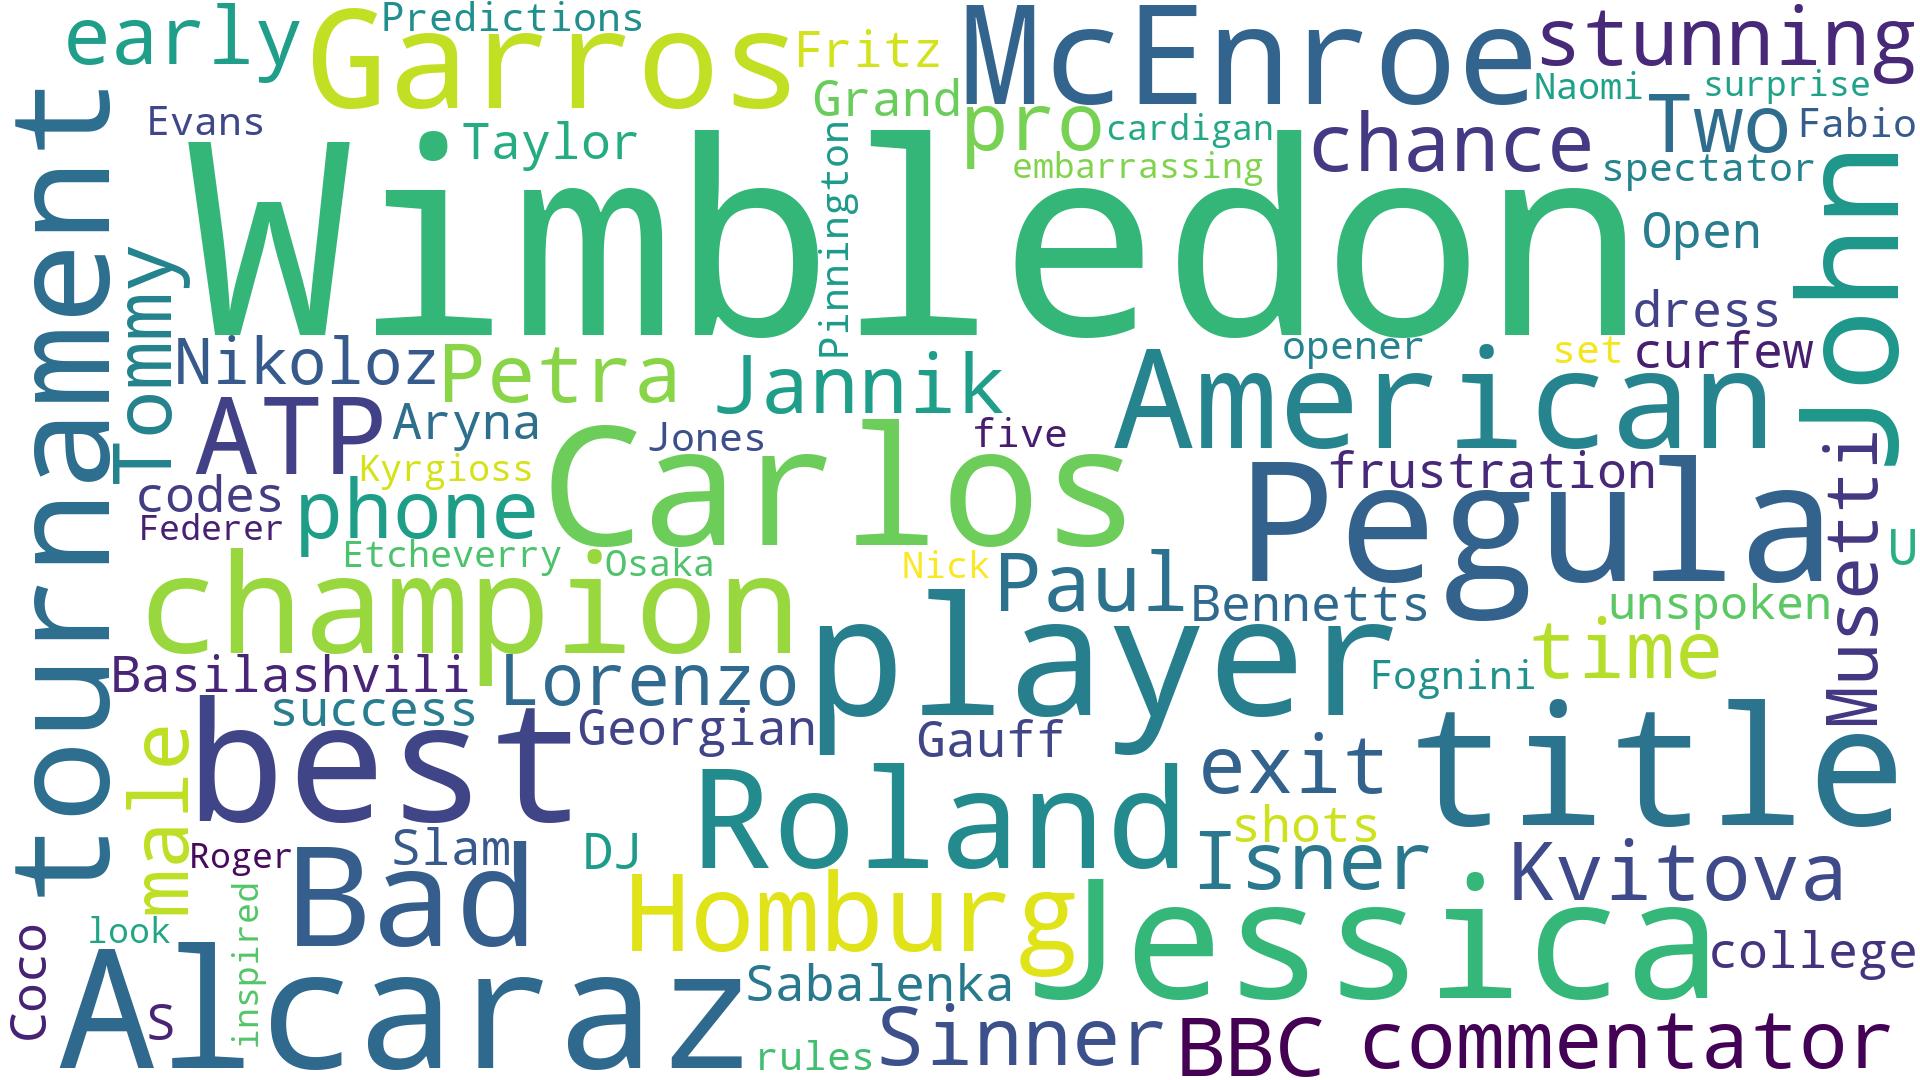 early
Garros
Predictions
Fritz
McEnroe
stunning
Grand
Naomi
surprise
Evans
Taylor
pro
cardigan
chance
Two
Fabio
tournament
Wimbledon
Pinnington
embarrassing
spectator
John
Open
Tommy
dress
Nikoloz
Petra
Jannik
opener
set
curfew
American
ATP
Aryna
Carlos
Jones
five
Kyrgioss
frustration
Pegula
Musetti
codes
phone
Federer
Etcheverry
Osaka
Nick
Paul
Bennetts
unspoken
U
champion
player
time
Basilashvili
Lorenzo
Fognini
success
Georgian
Gauff
male
best
Roland
exit
title
shots
Roger
Slam
DJ
Isner
Kvitova
Bad
Homburg
Jessica
Coco
look
inspired
college
Alcaraz
S
Sabalenka
Sinner
rules
BBC
commentator